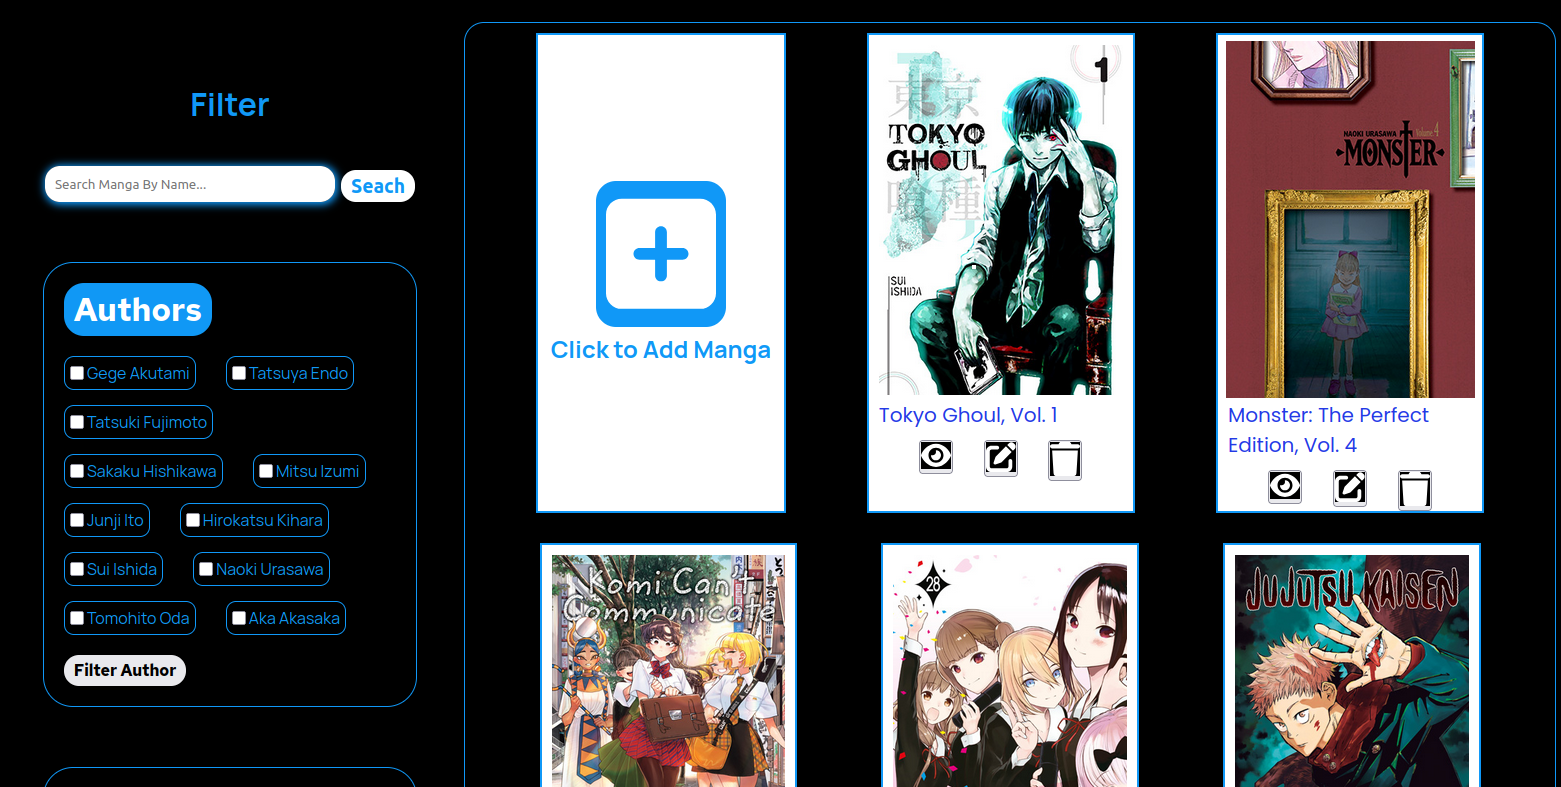 Filter
Search Manga By Name...
Seach
Authors
Gege Akutami
Tatsuya Endo
Tatsuki Fujimoto
Sakaku Hishikawa
Mitsu Izumi
Junji Ito
Hirokatsu Kihara
Sui Ishida
Naoki Urasawa
Tomohito Oda
Aka Akasaka
Filter Author
Click to Add Manga
1
東京
TOKYO
GHOUL
喰種
SUI
ISHIDA
Tokyo Ghoul, Vol. 1
NAOKI URASAWA
Volume 4
MONSTER
Monster: The Perfect
Edition, Vol. 4
Komi Can't
Communicate
28
JUJUTSU KAISEN